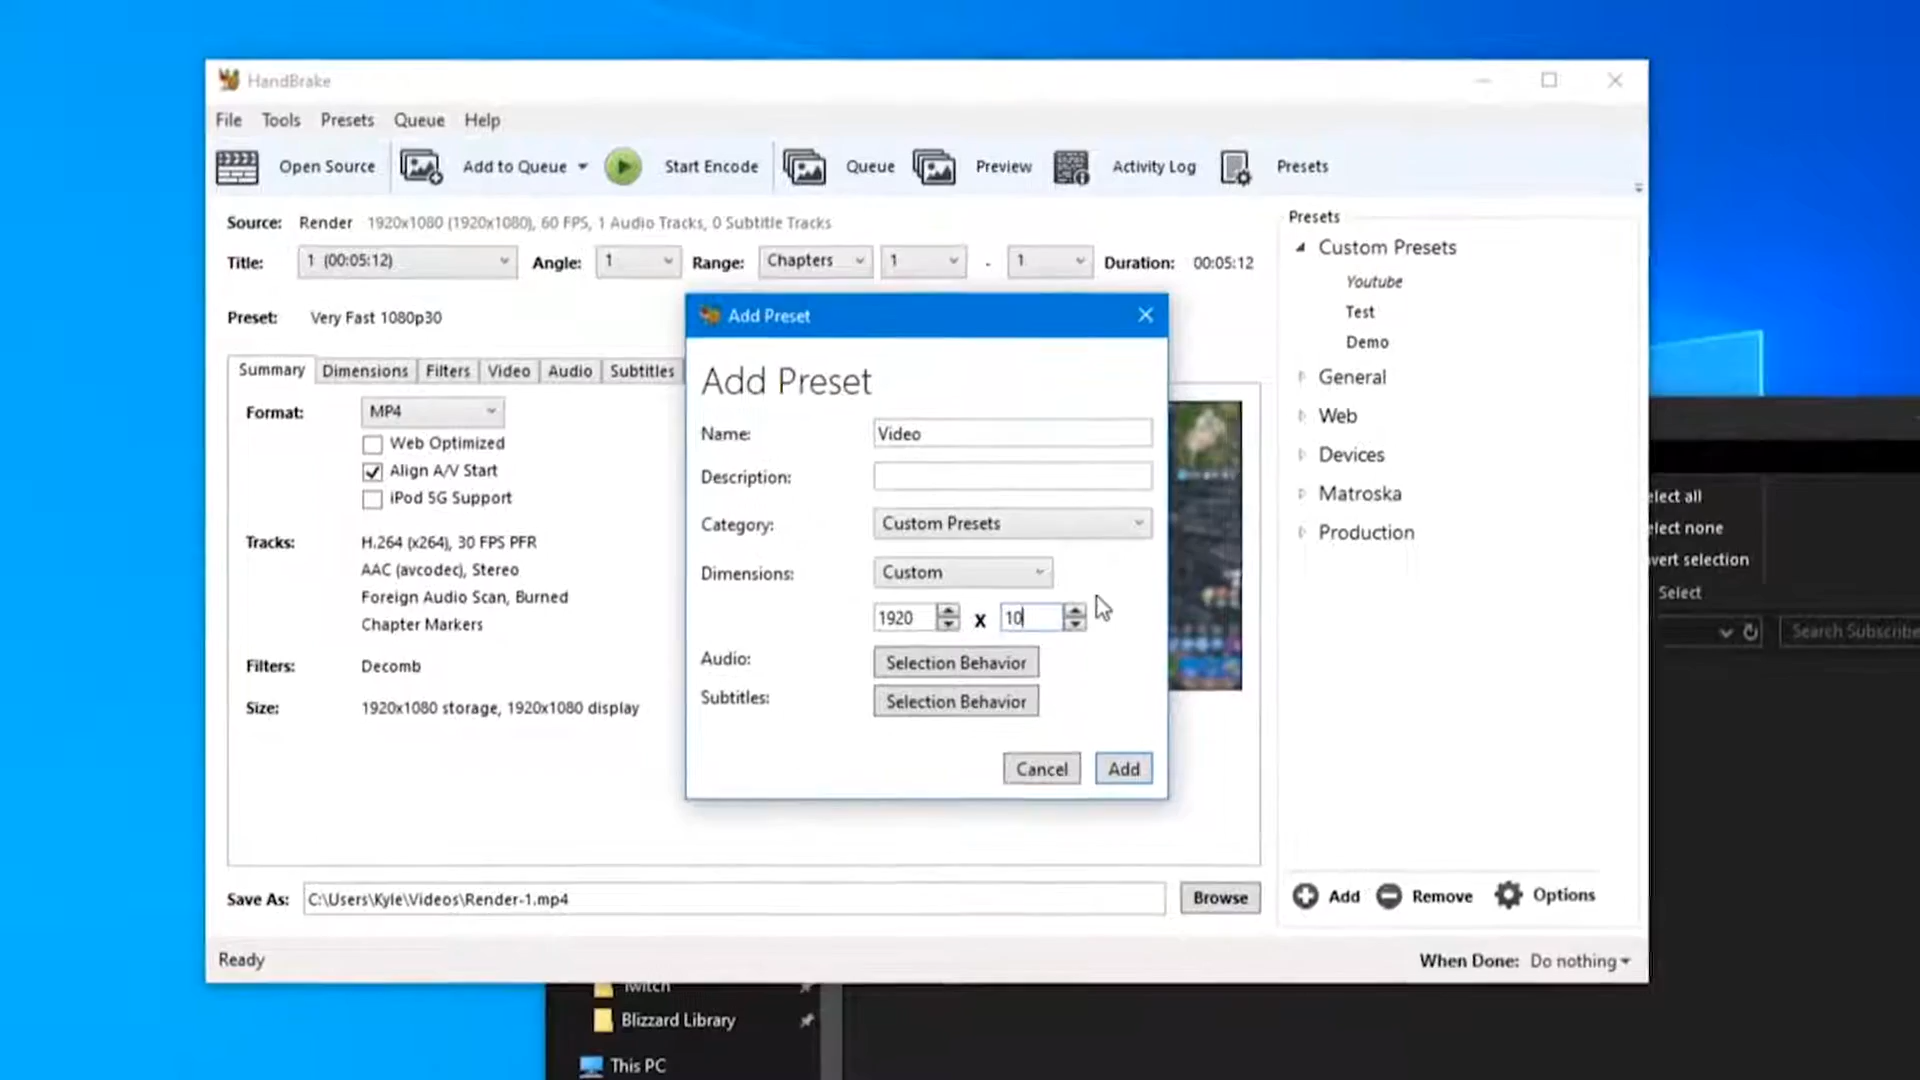 HandBrake
File Tools Presets Queue Help
Open Source Add to Queue Start Encode Queue Preview Activity Log Presets
Source: Render 1920x1080 (1920x1080), 60 FPS, 1 Audio Tracks, 0 Subtitle Tracks
Title: 1 (00:05:12) Angle: 1 Range: Chapters 1 - 1 Duration: 00:05:12
Preset: Very Fast 1080p30
Summary Dimensions Filters Video Audio Subtitles
Format: MP4
Web Optimized
Align A/V Start
iPod 5G Support
Tracks: H.264 (x264), 30 FPS PFR
AAC (avcodec), Stereo
Foreign Audio Scan, Burned
Chapter Markers
Filters: Decomb
Size: 1920x1080 storage, 1920x1080 display
Add Preset
Add Preset
Name: Video
Description:
Category: Custom Presets
Dimensions: Custom
1920 x 10
Audio: Selection Behavior
Subtitles: Selection Behavior
Cancel Add
Presets
Custom Presets
Youtube
Test
Demo
General
Web
Devices
Matroska
Production
Add Remove Options
Save As: C:\Users\Kyle\Videos\Render-1.mp4 Browse
Ready When Done: Do nothing
elect all
elect none
vert selection
Select
Search Subscribe
Twitch
Blizzard Library
This PC